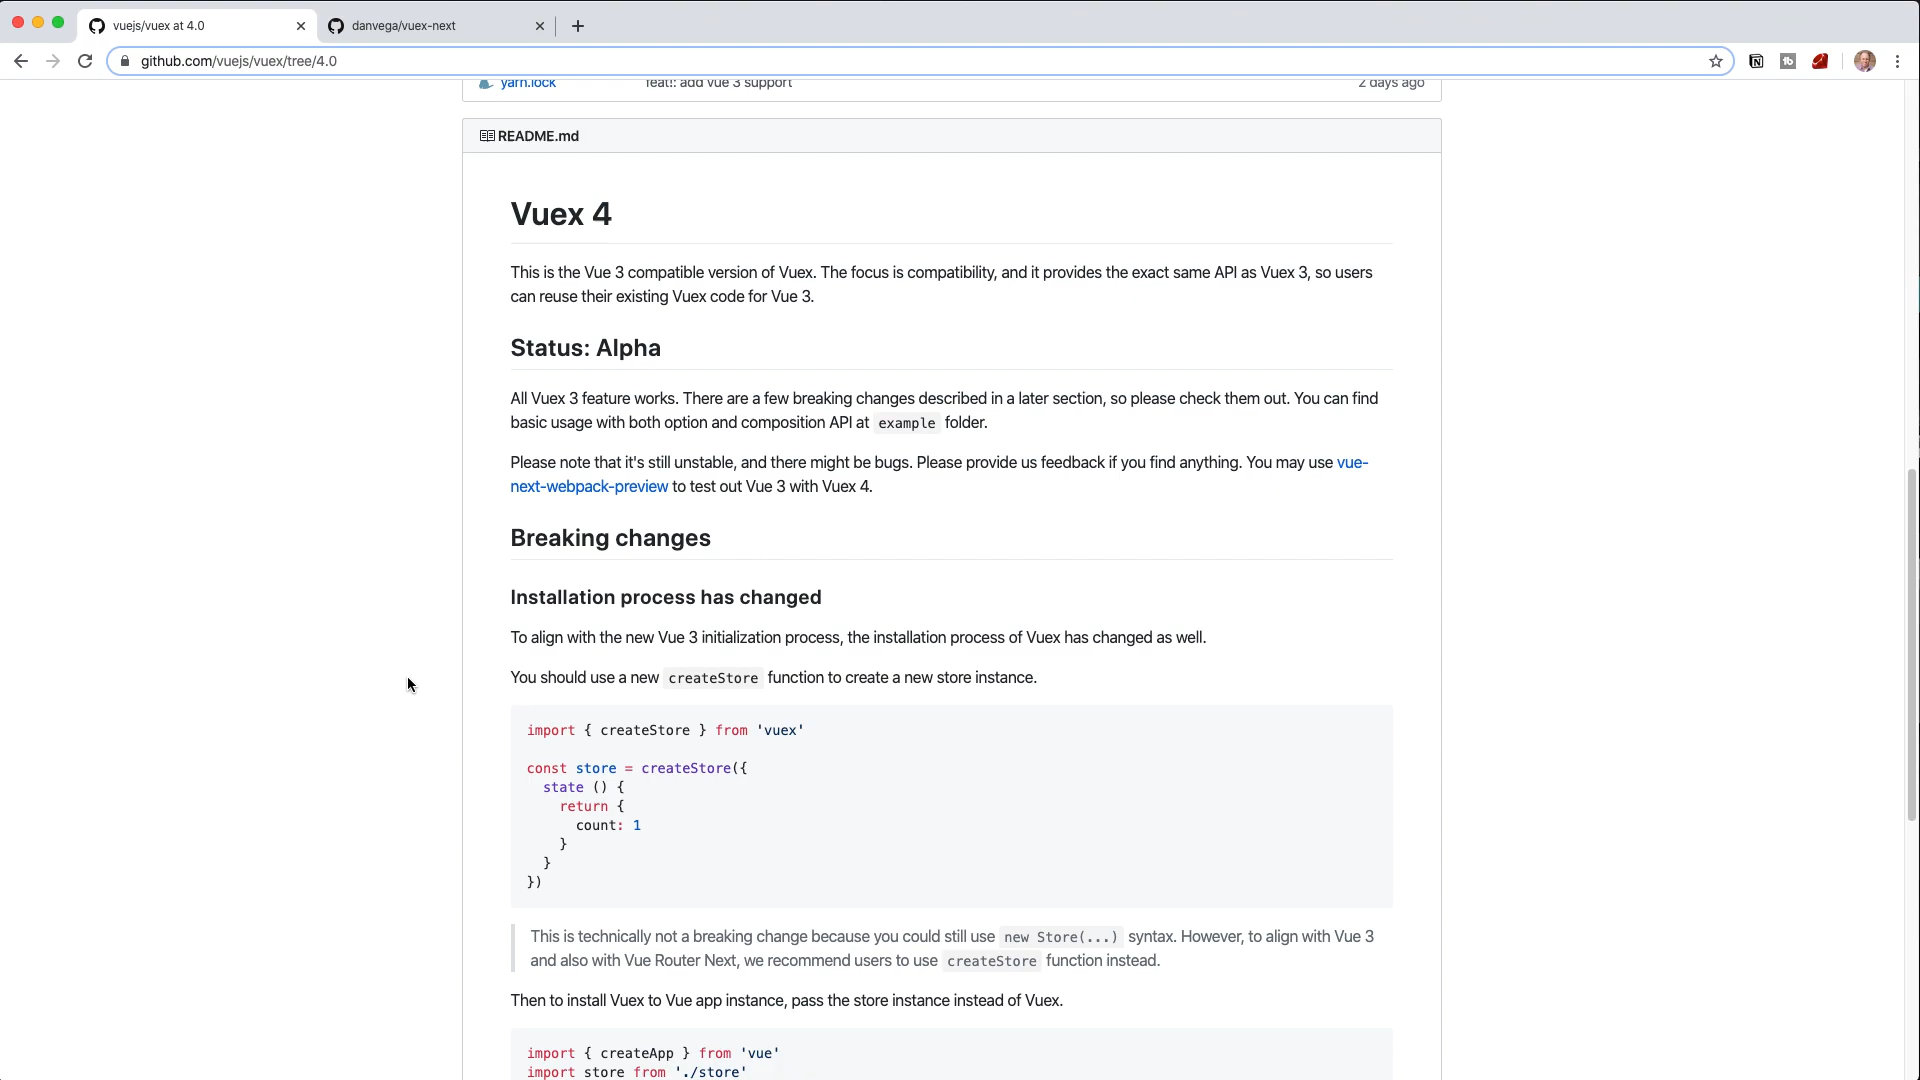 vuejs/vuex at 4.0
danvega/vuex-next
github.com/vuejs/vuex/tree/4.0
yarn.lock feat!: add vue 3 support 2 days ago
README.md
Vuex 4
This is the Vue 3 compatible version of Vuex. The focus is compatibility, and it provides the exact same API as Vuex 3, so users
can reuse their existing Vuex code for Vue 3.
Status: Alpha
All Vuex 3 feature works. There are a few breaking changes described in a later section, so please check them out. You can find
basic usage with both option and composition API at example folder.
Please note that it's still unstable, and there might be bugs. Please provide us feedback if you find anything. You may use vue-
next-webpack-preview to test out Vue 3 with Vuex 4.
Breaking changes
Installation process has changed
To align with the new Vue 3 initialization process, the installation process of Vuex has changed as well.
You should use a new createStore function to create a new store instance.
import { createStore } from 'vuex'
const store = createStore({
state () {
return {
count: 1
}
}
})
This is technically not a breaking change because you could still use new Store(...) syntax. However, to align with Vue 3
and also with Vue Router Next, we recommend users to use createStore function instead.
Then to install Vuex to Vue app instance, pass the store instance instead of Vuex.
import { createApp } from 'vue'
import store from './store'